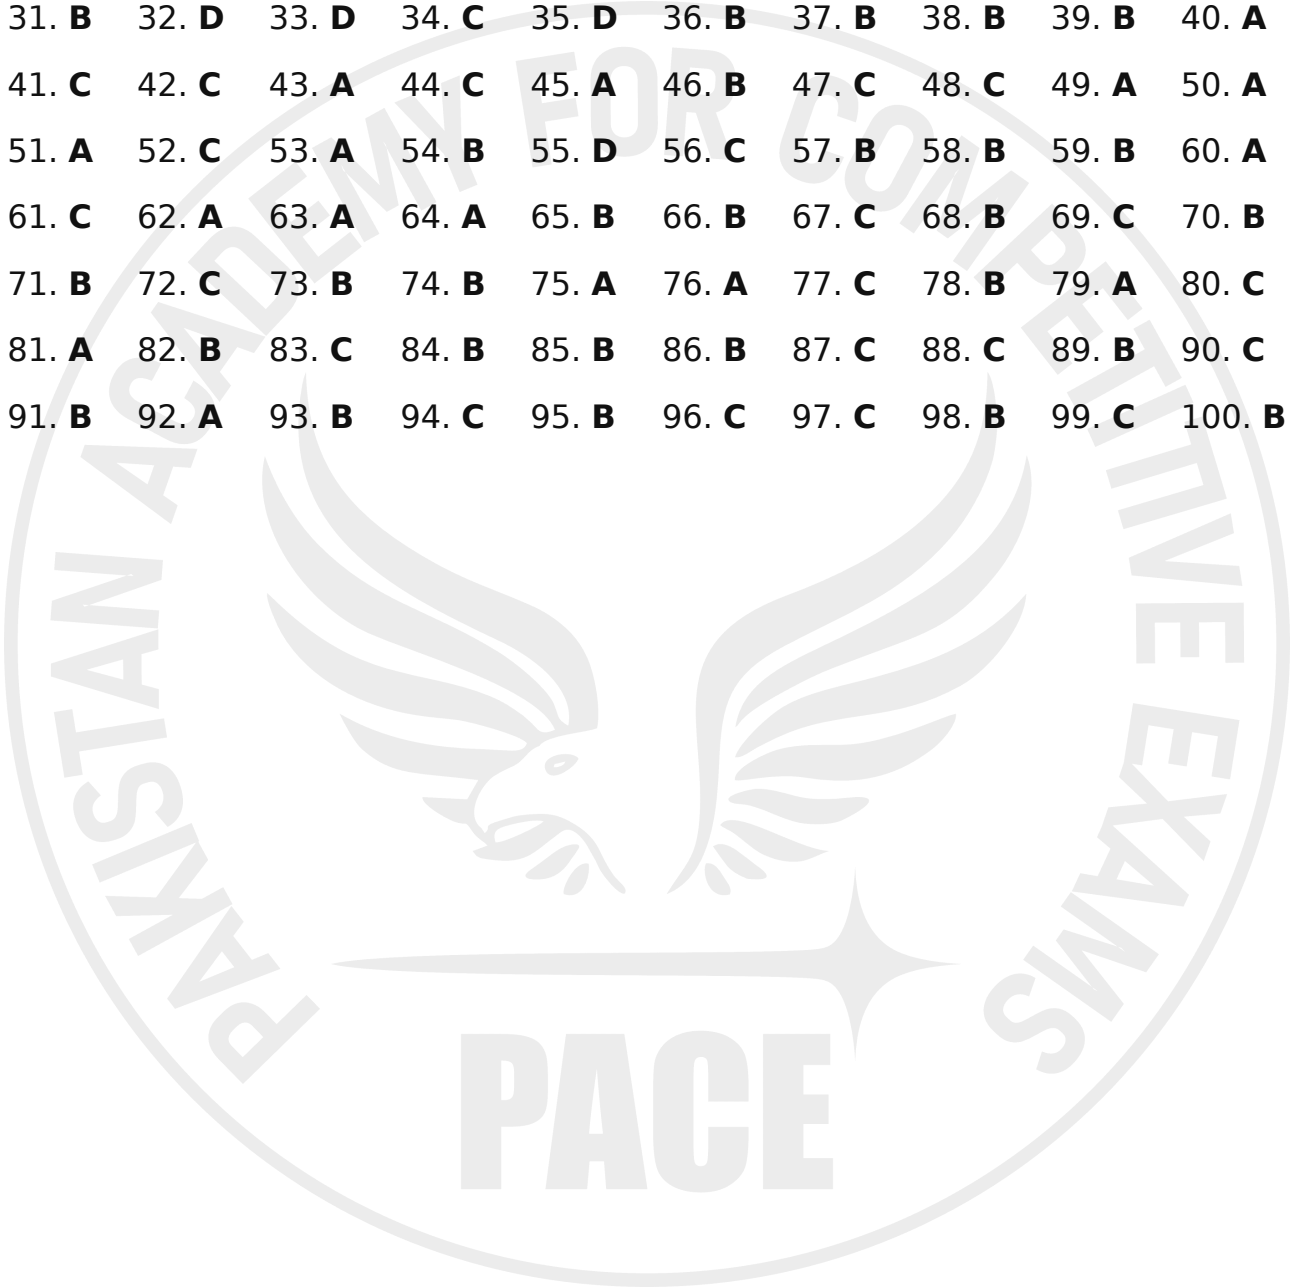 31. B 32. D 33. D 34. C 35. D 36. B 37. B 38. B 39. B 40. A
41. C 42. C 43. A 44. C 45. A 46. B 47. C 48. C 49. A 50. A
51. A 52. C 53. A 54. B 55. D 56. C 57. B 58. B 59. B 60. A
61. C 62. A 63. A 64. A 65. B 66. B 67. C 68. B 69. C 70. B
71. B 72. C 73. B 74. B 75. A 76. A 77. C 78. B 79. A 80. C
81. A 82. B 83. C 84. B 85. B 86. B 87. C 88. C 89. B 90. C
91. B 92. A 93. B 94. C 95. B 96. C 97. C 98. B 99. C 100. B
PAKISTAN ACADEMY FOR COMPETITIVE EXAMS
PACE